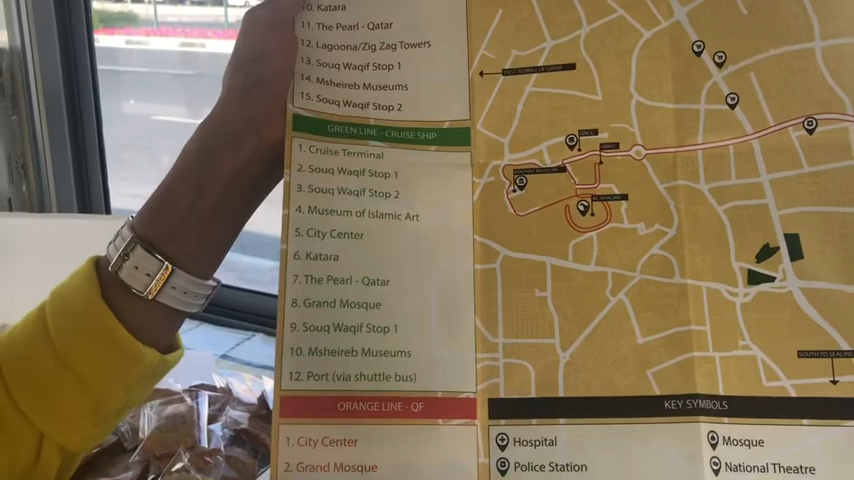 10. Katara
11. The Pearl - Qatar
12. Lagoona/Zig Zag Towers
13. Souq Waqif Stop 1
14. Msheireb Museums
15. Souq Waqif Stop 2
GREEN LINE - CRUISE SHIP
1. Cruise Terminal
2. Souq Waqif Stop 1
3. Souq Waqif Stop 2
4. Museum of Islamic Art
5. City Center
6. Katara
7. The Pearl - Qatar
8. Grand Mosque
9. Souq Waqif Stop 1
10. Msheireb Museums
12. Port (via shuttle bus)
ORANGE LINE - QF
1. City Center
2. Grand Mosque
WEST TO MALL OF QATAR
MATHAF MUSEUM
AL SHAQAB
SOUTH TO SEALINE
KEY SYMBOLS
Hospital
Police Station
Mosque
National Theatre